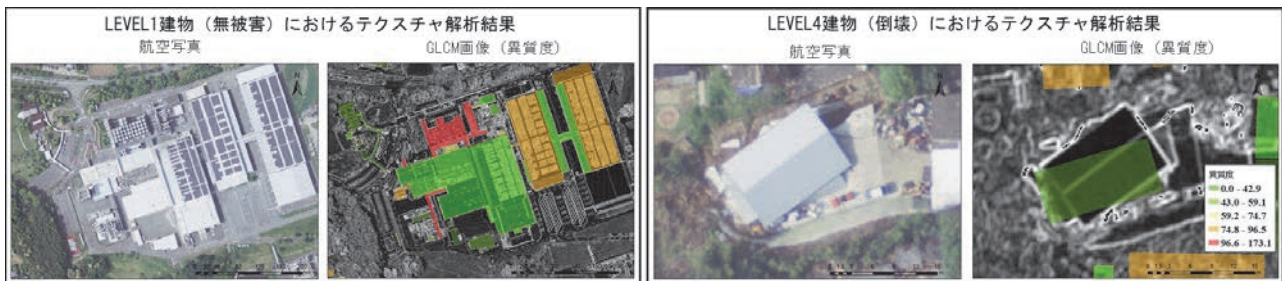 LEVEL1建物（無被害）におけるテクスチャ解析結果
航空写真
GLCM画像（異質度）
N
N
LEVEL4建物（倒壊）におけるテクスチャ解析結果
航空写真
GLCM画像（異質度）
N
N
異質度
0.0 - 42.9
43.0 - 59.1
59.2 - 74.7
74.8 - 96.5
96.6 - 173.1